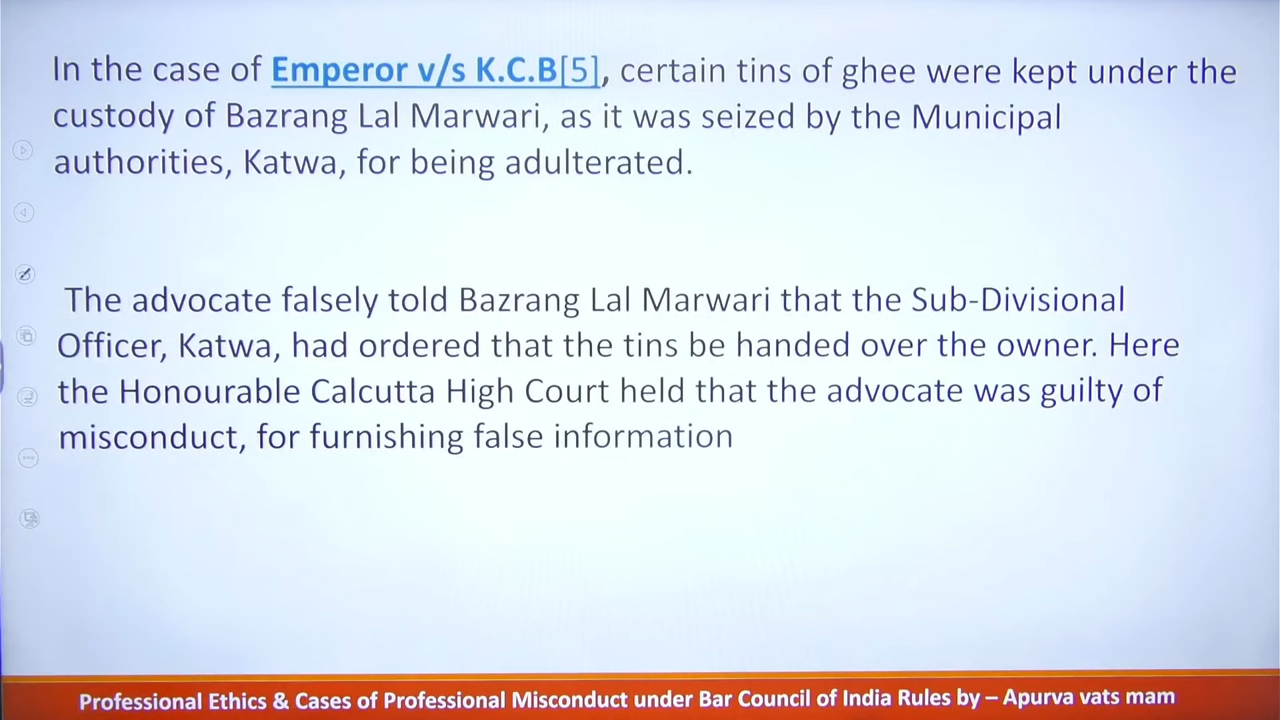 In the case of Emperor v/s K.C.B[5], certain tins of ghee were kept under the
custody of Bazrang Lal Marwari, as it was seized by the Municipal
authorities, Katwa, for being adulterated.
The advocate falsely told Bazrang Lal Marwari that the Sub-Divisional
Officer, Katwa, had ordered that the tins be handed over the owner. Here
the Honourable Calcutta High Court held that the advocate was guilty of
misconduct, for furnishing false information
Professional Ethics & Cases of Professional Misconduct under Bar Council of India Rules by – Apurva vats mam